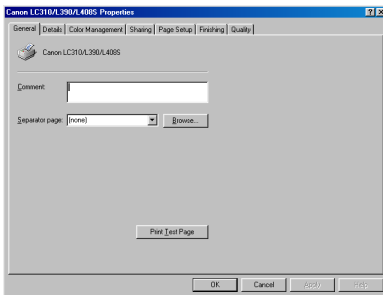 Canon LC310/L390/L408S Properties
General Details Color Management Sharing Page Setup Finishing Quality
Canon LC310/L390/L408S
Comment:
Separator page: (none) Browse...
Print Test Page
OK Cancel Apply Help